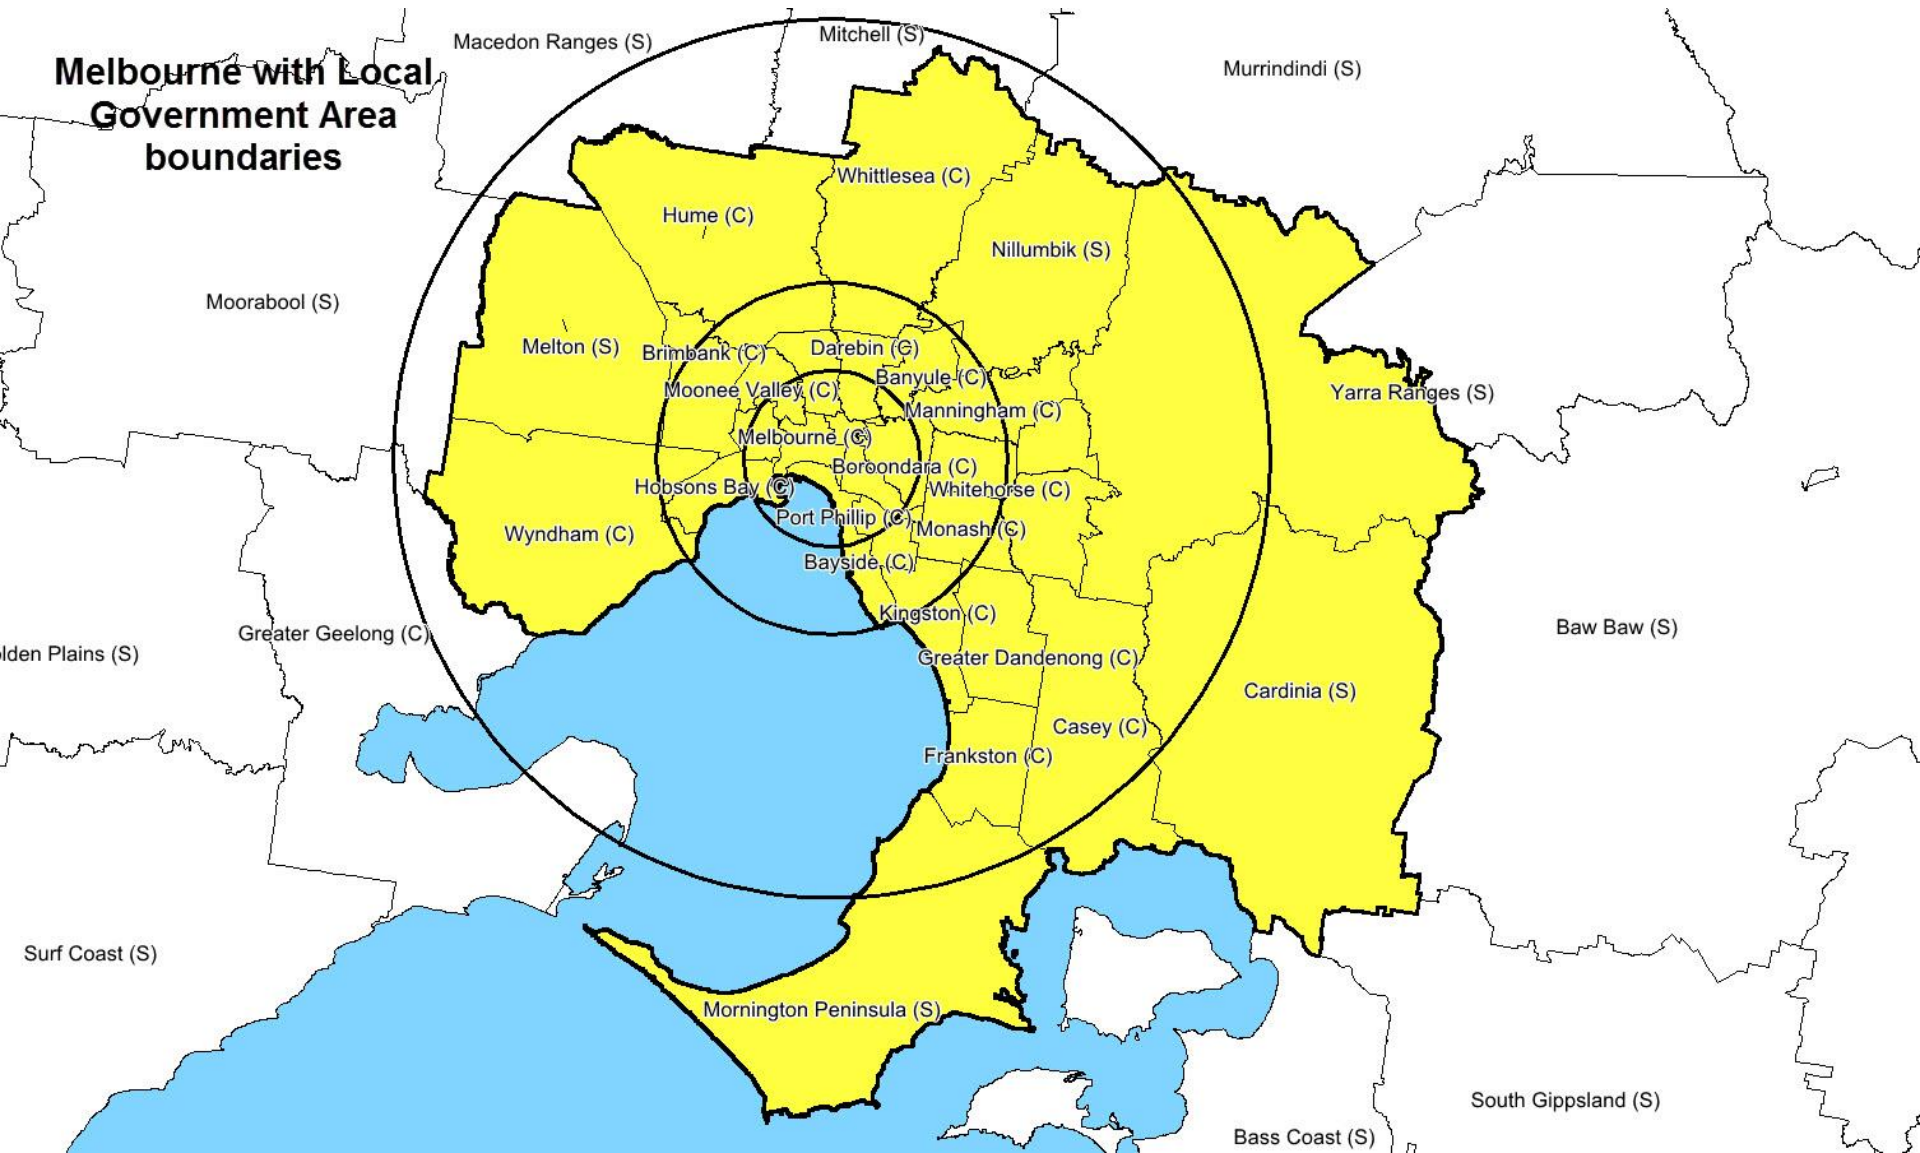 Macedon Ranges (S)
Mitchell (S)
Murrindindi (S)
Melbourne with Local
Government Area
boundaries
Whittlesea (C)
Hume (C)
Nillumbik (S)
Moorabool (S)
Melton (S)
Brimbank (C)
Darebin (C)
Banyule (C)
Moonee Valley (C)
Yarra Ranges (S)
Manningham (C)
Melbourne (C)
Boroondara (C)
Hobsons Bay (C)
Whitehorse (C)
Port Phillip (C)
Monash (C)
Wyndham (C)
Bayside (C)
Kingston (C)
Baw Baw (S)
Greater Geelong (C)
lden Plains (S)
Greater Dandenong (C)
Cardinia (S)
Casey (C)
Frankston (C)
Surf Coast (S)
Mornington Peninsula (S)
South Gippsland (S)
Bass Coast (S)